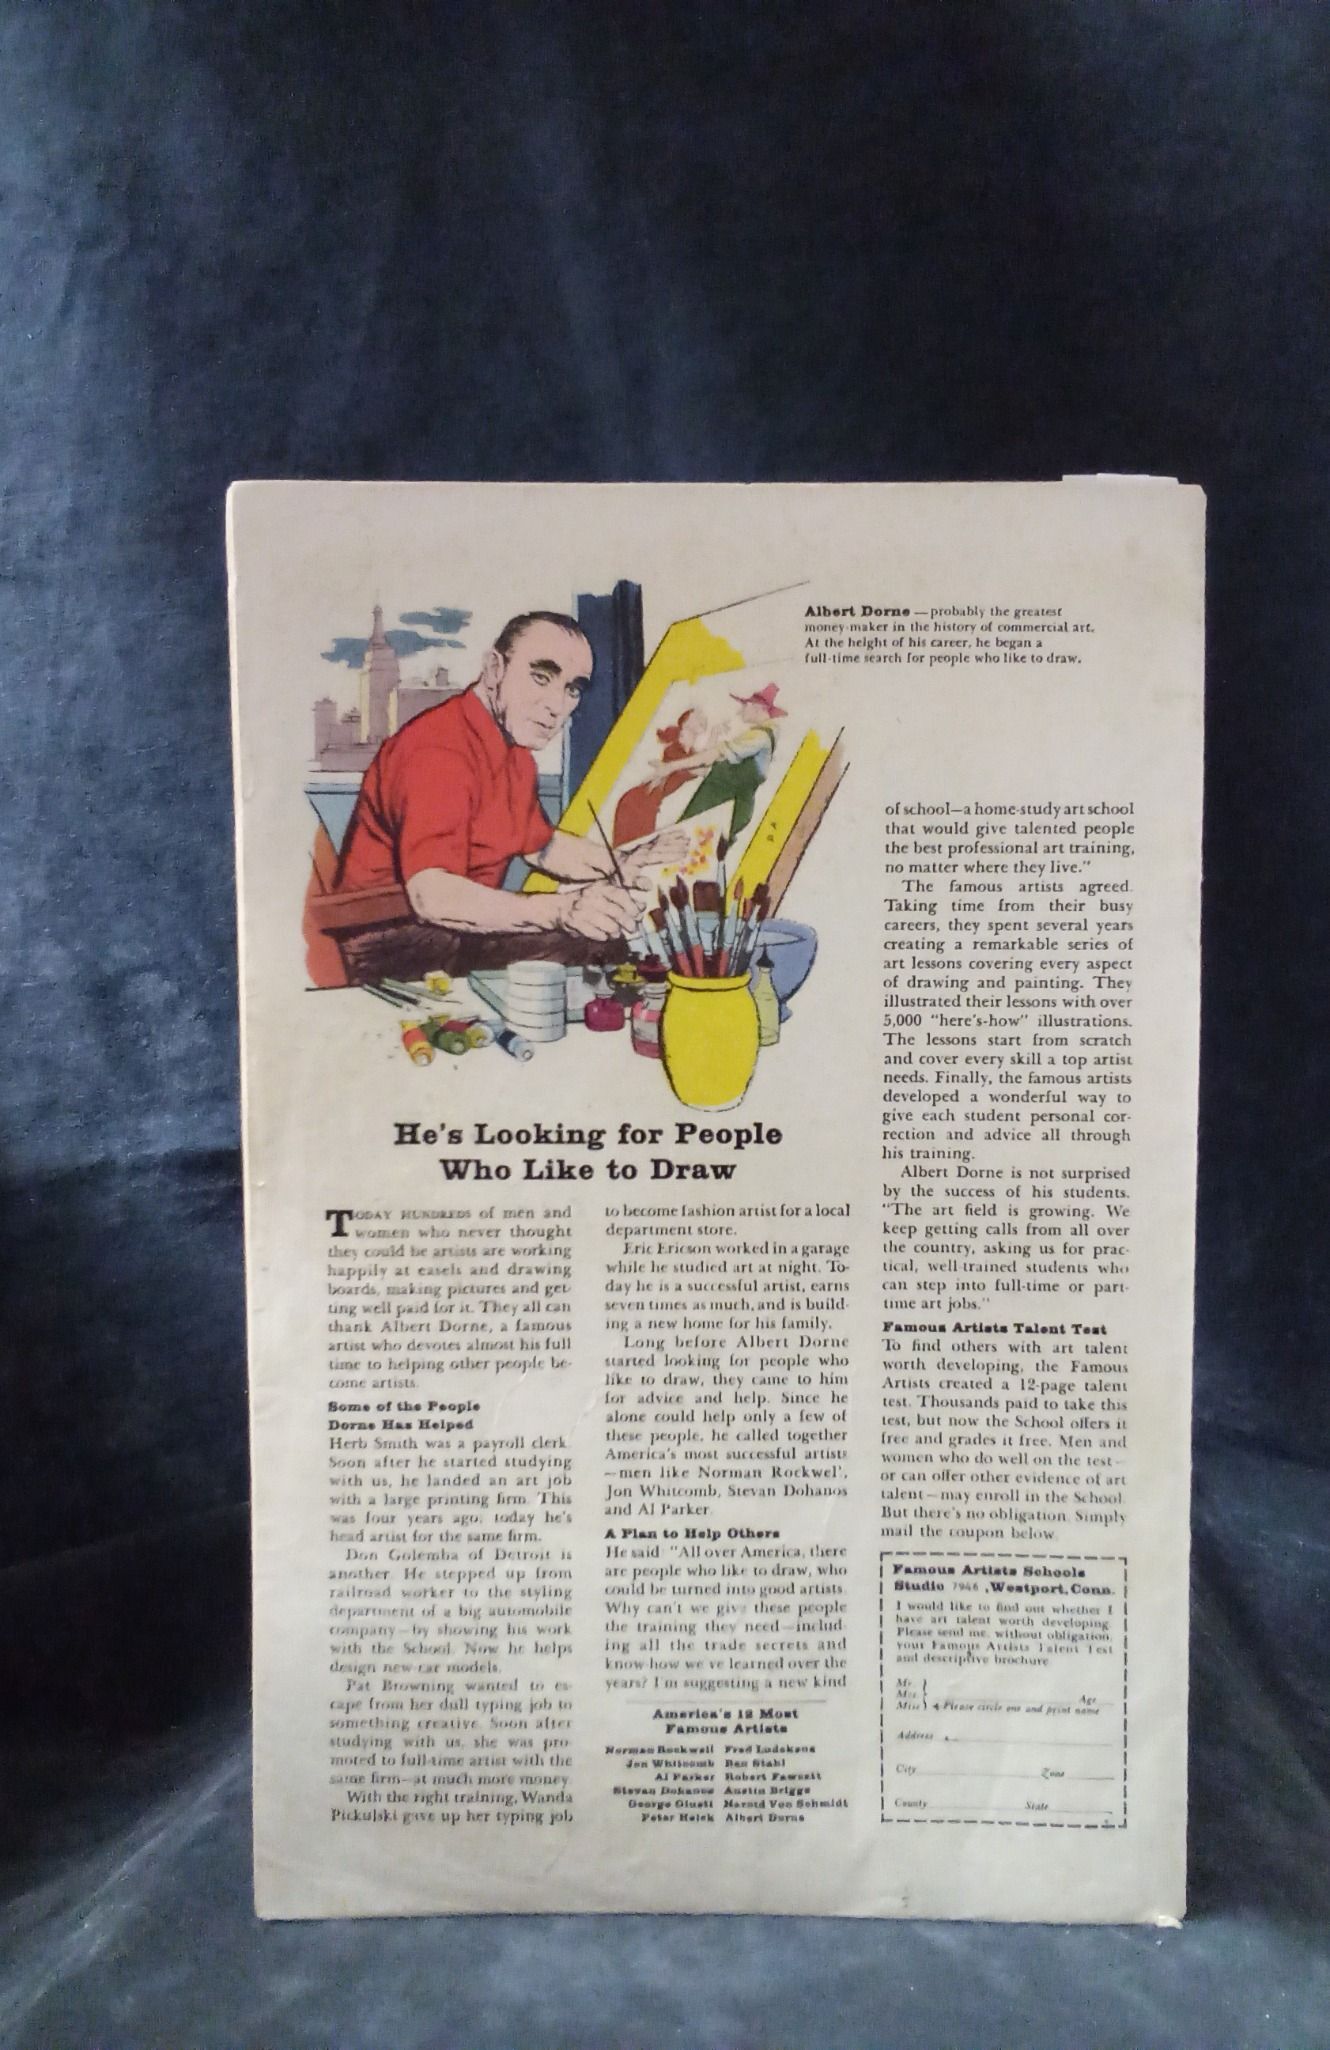 Albert Dorne — probably the greatest
money-maker in the history of commercial art.
At the height of his career, he began a
full-time search for people who like to draw.
He's Looking for People
Who Like to Draw
TODAY HUNDREDS of men and
women who never thought
they could be artists are working
happily at easels and drawing
boards, making pictures and get-
ting well paid for it. They all can
thank Albert Dorne, a famous
artist who devotes almost his full
time to helping other people be-
come artists.
Some of the People
Dorne Has Helped
Herb Smith was a payroll clerk.
Soon after he started studying
with us, he landed an art job
with a large printing firm. This
was four years ago; today he's
head artist for the same firm.
Don Golemba of Detroit is
another. He stepped up from
railroad worker to the styling
department of a big automobile
company—by showing his work
with the School. Now he helps
design new car models.
Pat Browning wanted to es-
cape from her dull typing job to
something creative. Soon after
studying with us, she was pro-
moted to full-time artist with the
same firm—at much more money.
With the right training, Wanda
Pickulski gave up her typing job
to become fashion artist for a local
department store.
Eric Ericson worked in a garage
while he studied art at night. To-
day he is a successful artist, earns
seven times as much, and is build-
ing a new home for his family.
Long before Albert Dorne
started looking for people who
like to draw, they came to him
for advice and help. Since he
alone could help only a few of
these people, he called together
America's most successful artists
—men like Norman Rockwell,
Jon Whitcomb, Stevan Dohanos
and Al Parker.
A Plan to Help Others
He said: "All over America, there
are people who like to draw, who
could be turned into good artists.
Why can't we give these people
the training they need—includ-
ing all the trade secrets and
know-how we've learned over the
years? I'm suggesting a new kind
America's 12 Most
Famous Artists
Norman Rockwell Fred Ludekens
Jon Whitcomb Ben Stahl
Al Parker Robert Fawcett
Stevan Dohanos Austin Briggs
George Giusti Harold Von Schmidt
Peter Helck Albert Dorne
of school—a home-study art school
that would give talented people
the best professional art training,
no matter where they live."
The famous artists agreed.
Taking time from their busy
careers, they spent several years
creating a remarkable series of
art lessons covering every aspect
of drawing and painting. They
illustrated their lessons with over
5,000 "here's-how" illustrations.
The lessons start from scratch
and cover every skill a top artist
needs. Finally, the famous artists
developed a wonderful way to
give each student personal cor-
rection and advice all through
his training.
Albert Dorne is not surprised
by the success of his students.
"The art field is growing. We
keep getting calls from all over
the country, asking us for prac-
tical, well-trained students who
can step into full-time or part-
time art jobs."
Famous Artists Talent Test
To find others with art talent
worth developing, the Famous
Artists created a 12-page talent
test. Thousands paid to take this
test, but now the School offers it
free and grades it free. Men and
women who do well on the test—
or can offer other evidence of art
talent—may enroll in the School.
But there's no obligation. Simply
mail the coupon below.
Famous Artists Schools
Studio 7946, Westport, Conn.
I would like to find out whether I
have art talent worth developing.
Please send me, without obligation,
your Famous Artists Talent Test
and descriptive brochure.
Mr.
Mrs. Age
Miss Please circle one and print name
Address
City Zone
County State